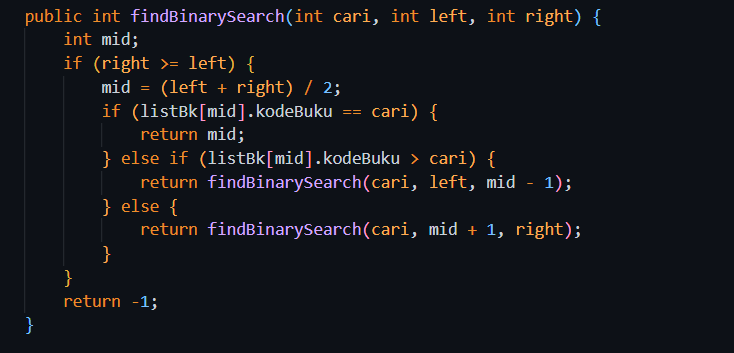 public int findBinarySearch(int cari, int left, int right) {
    int mid;
    if (right >= left) {
        mid = (left + right) / 2;
        if (listBk[mid].kodeBuku == cari) {
            return mid;
        } else if (listBk[mid].kodeBuku > cari) {
            return findBinarySearch(cari, left, mid - 1);
        } else {
            return findBinarySearch(cari, mid + 1, right);
        }
    }
    return -1;
}